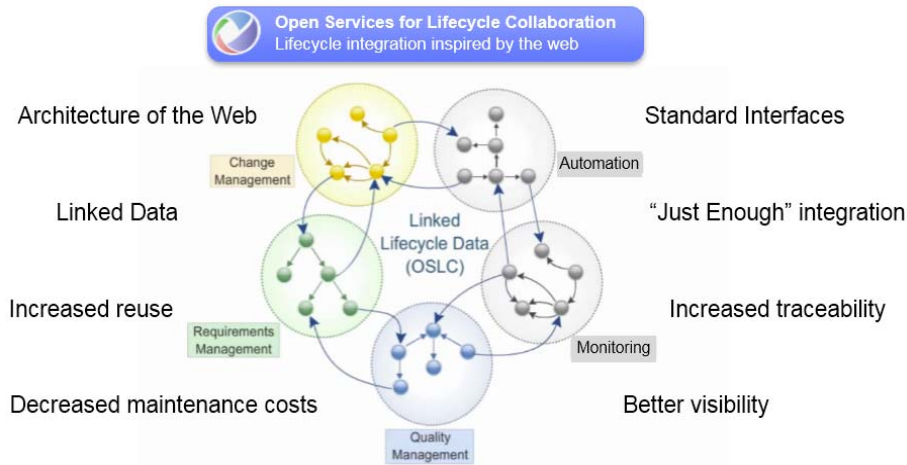 Open Services for Lifecycle Collaboration
Lifecycle integration inspired by the web
Architecture of the Web
Standard Interfaces
Change
Management
Automation
Linked Data
“Just Enough” integration
Linked
Lifecycle Data
(OSLC)
Increased reuse
Increased traceability
Requirements
Management
Monitoring
Decreased maintenance costs
Better visibility
Quality
Management